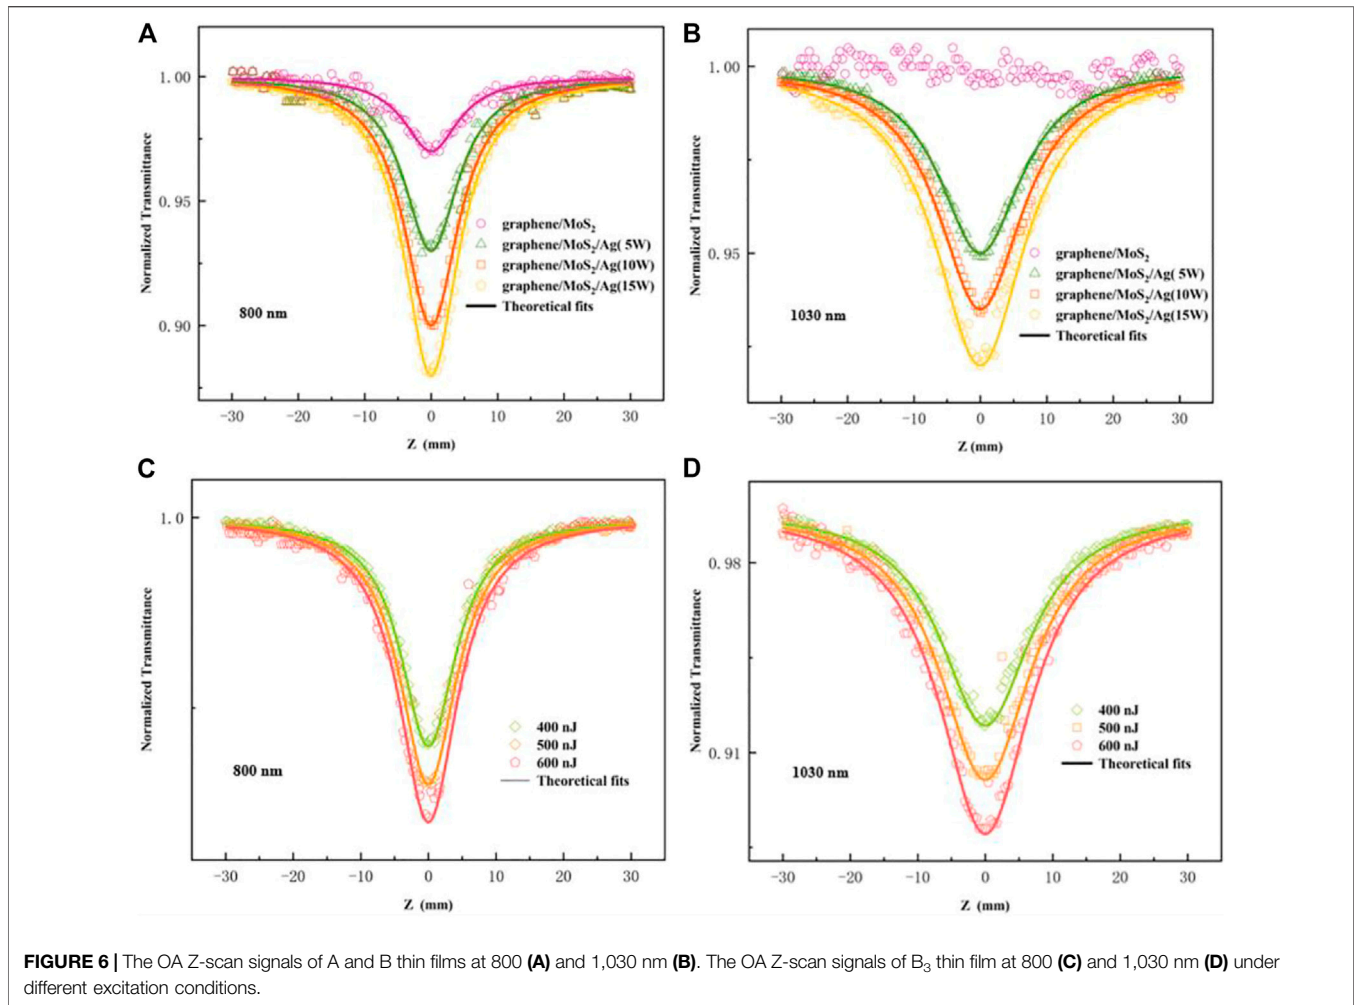 A
1.00
0.95
0.90
Normalized Transmittance
graphene/MoS2
graphene/MoS2/Ag( 5W)
graphene/MoS2/Ag(10W)
graphene/MoS2/Ag(15W)
Theoretical fits
800 nm
-30 -20 -10 0 10 20 30
Z (mm)
B
1.00
0.95
Normalized Transmittance
graphene/MoS2
graphene/MoS2/Ag( 5W)
graphene/MoS2/Ag(10W)
graphene/MoS2/Ag(15W)
Theoretical fits
1030 nm
-30 -20 -10 0 10 20 30
Z (mm)
C
1.0
Normalized Transmittance
400 nJ
500 nJ
600 nJ
Theoretical fits
800 nm
-30 -20 -10 0 10 20 30
Z (mm)
D
0.98
0.91
Normalized Transmittance
400 nJ
500 nJ
600 nJ
Theoretical fits
1030 nm
-30 -20 -10 0 10 20 30
Z (mm)
FIGURE 6 | The OA Z-scan signals of A and B thin films at 800 (A) and 1,030 nm (B). The OA Z-scan signals of B3 thin film at 800 (C) and 1,030 nm (D) under
different excitation conditions.